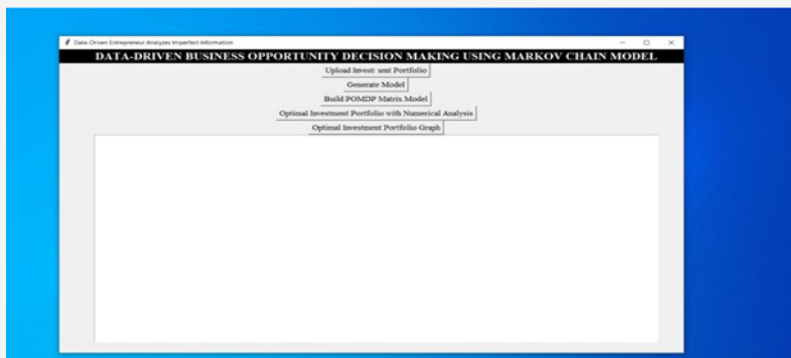 Data-Driven Entrepreneur Analyzes Imperfect Information
DATA-DRIVEN BUSINESS OPPORTUNITY DECISION MAKING USING MARKOV CHAIN MODEL
Upload Portfolio
Generate Model
Build POMDP Matrix Model
Optimal Investment Portfolio with Numerical Analysis
Optimal Investment Portfolio Graph